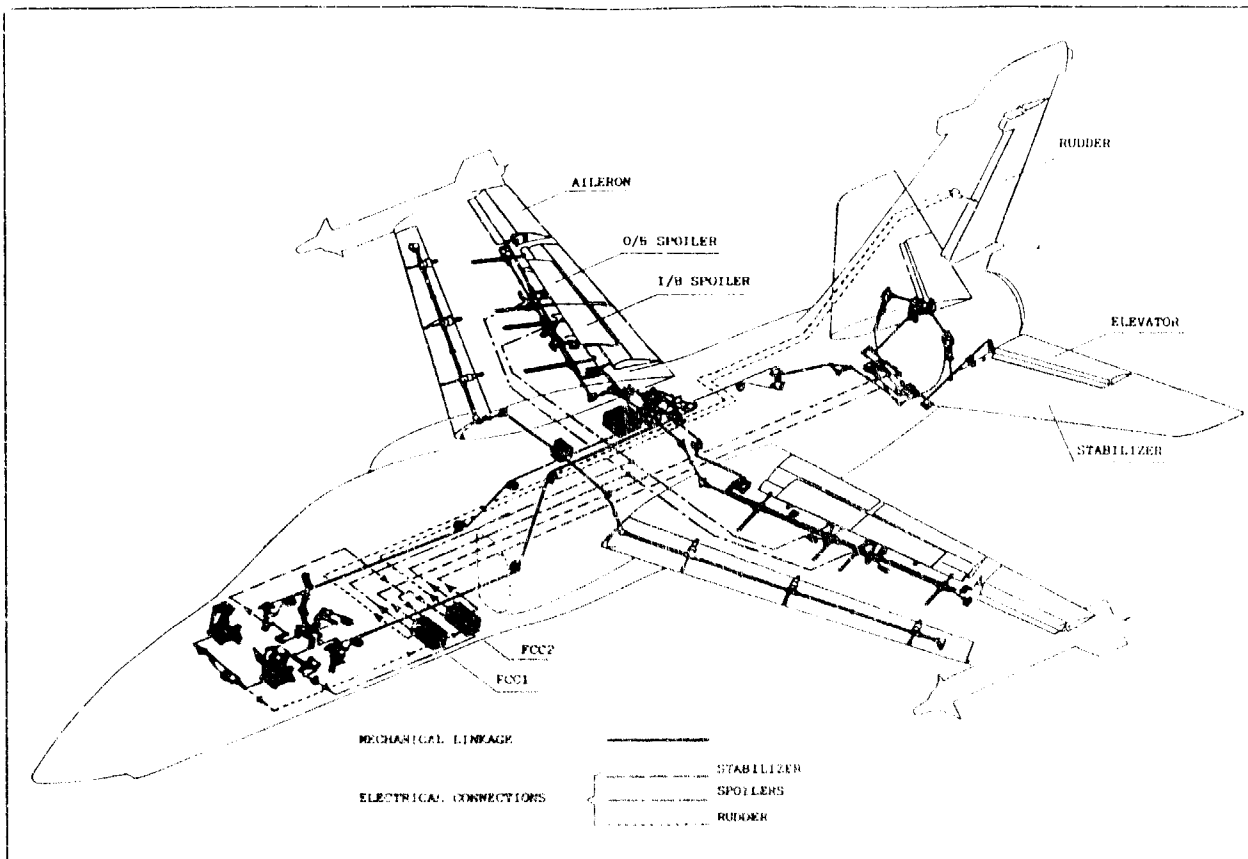 RUDDER
AILERON
O/B SPOILER
I/B SPOILER
ELEVATOR
STABILIZER
FCC2
FCC1
MECHANICAL LINKAGE
ELECTRICAL CONNECTIONS
STABILIZER
SPOILERS
RUDDER